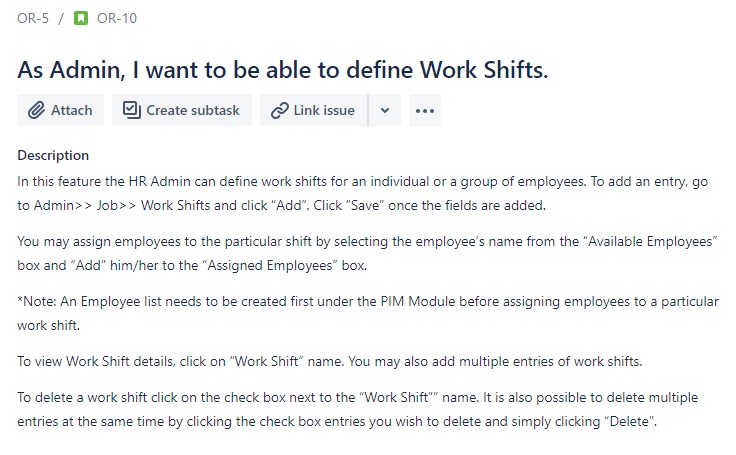 OR-5 / OR-10
As Admin, I want to be able to define Work Shifts.
Attach Create subtask Link issue
Description
In this feature the HR Admin can define work shifts for an individual or a group of employees. To add an entry, go
to Admin>> Job>> Work Shifts and click “Add”. Click “Save” once the fields are added.
You may assign employees to the particular shift by selecting the employee’s name from the “Available Employees”
box and “Add” him/her to the “Assigned Employees” box.
*Note: An Employee list needs to be created first under the PIM Module before assigning employees to a particular
work shift.
To view Work Shift details, click on “Work Shift” name. You may also add multiple entries of work shifts.
To delete a work shift click on the check box next to the “Work Shift”” name. It is also possible to delete multiple
entries at the same time by clicking the check box entries you wish to delete and simply clicking “Delete”.